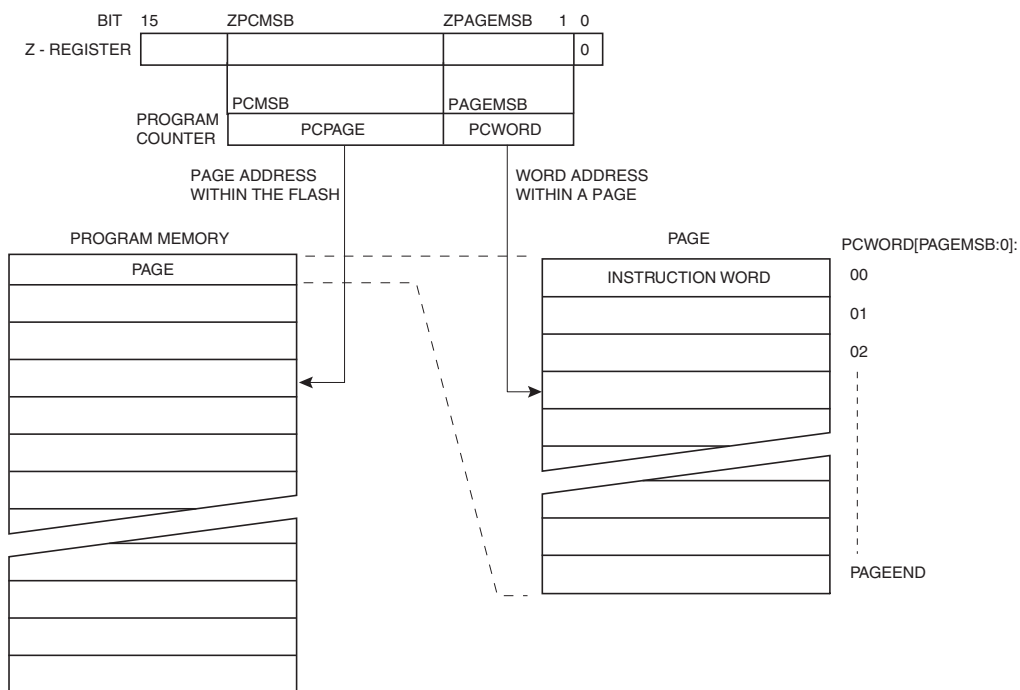 BIT 15 ZPCMSB ZPAGEMSB 1 0
Z - REGISTER 0
PCMSB PAGEMSB
PROGRAM
COUNTER
PCPAGE PCWORD
PAGE ADDRESS
WITHIN THE FLASH
WORD ADDRESS
WITHIN A PAGE
PROGRAM MEMORY
PAGE
PAGE
PCWORD[PAGEMSB:0]:
INSTRUCTION WORD
00
01
02
PAGEEND